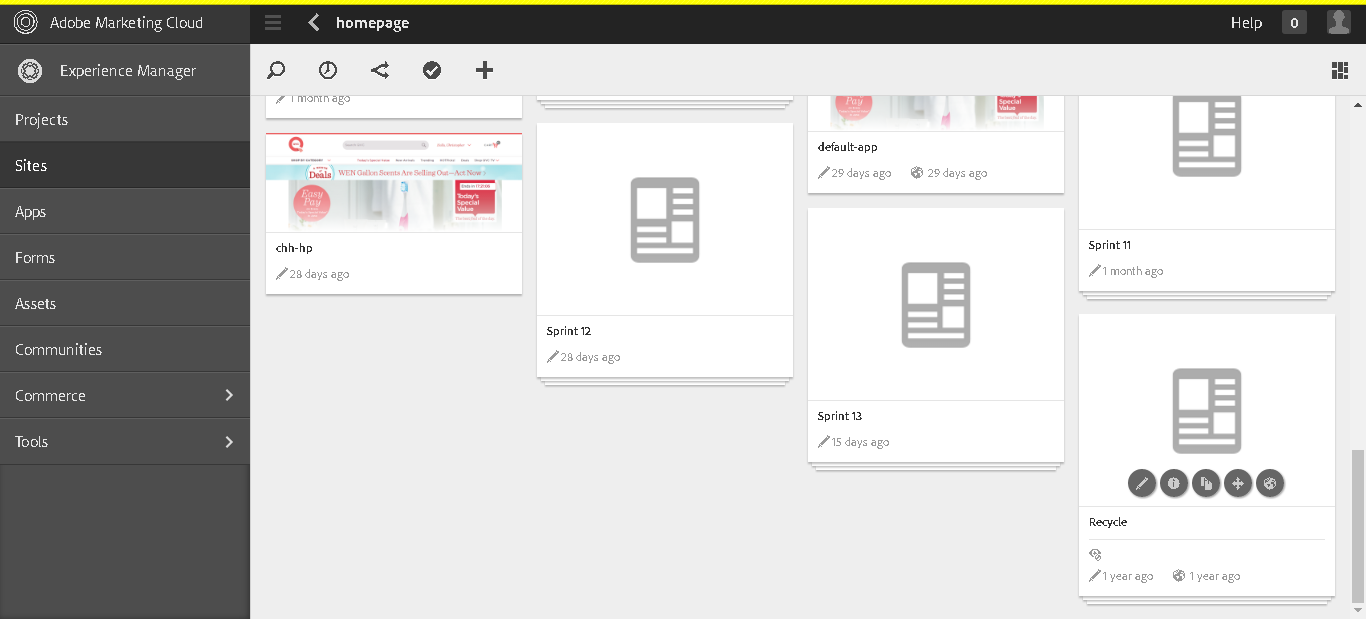 Adobe Marketing Cloud
homepage
Help
0
Experience Manager
Projects
Sites
Apps
Forms
Assets
Communities
Commerce
Tools
1 month ago
Deals
WEN Gallon Scents Are Selling Out—Act Now
Easy Pay
Today's Special Value
chh-hp
28 days ago
Sprint 12
28 days ago
Pay
Special Value
default-app
29 days ago 29 days ago
Sprint 13
15 days ago
Sprint 11
1 month ago
Recycle
1 year ago 1 year ago